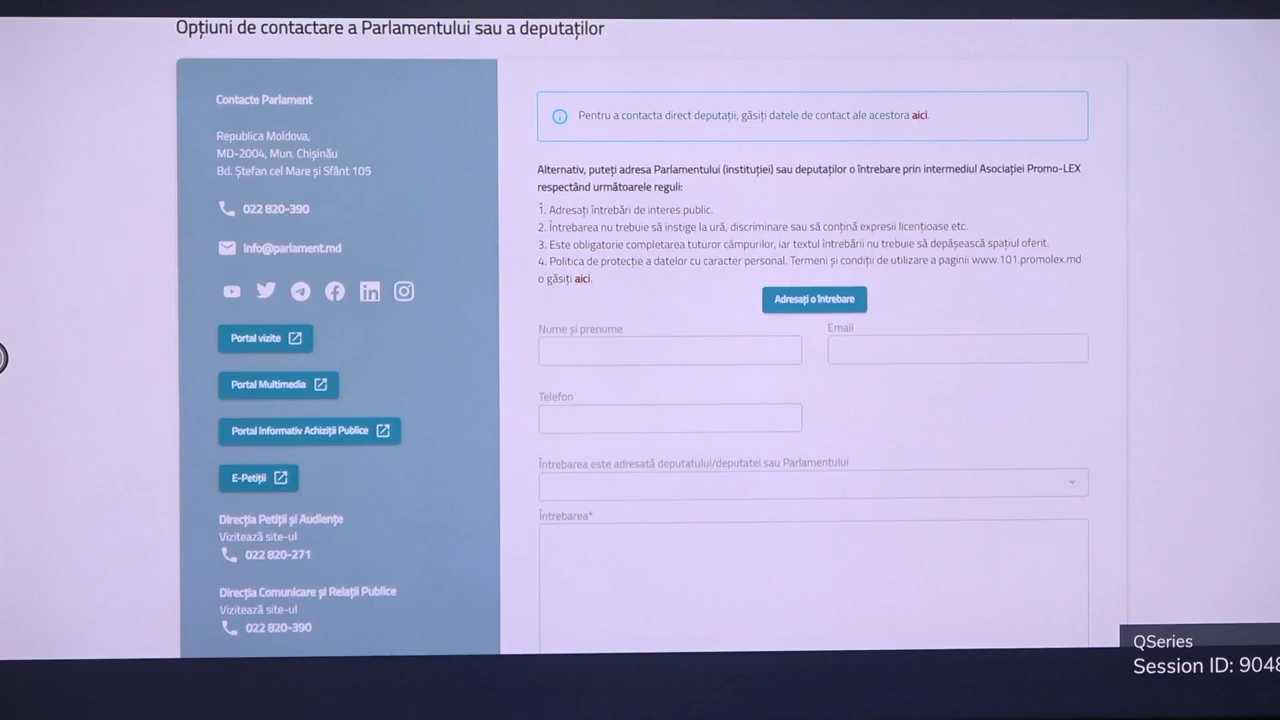 Opțiuni de contactare a Parlamentului sau a deputaților
Contacte Parlament
Republica Moldova,
MD-2004, Mun. Chișinău
Bd. Ștefan cel Mare și Sfânt 105
022 820-390
info@parlament.md
Portal vizite
Portal Multimedia
Portal Informativ Achiziții Publice
E-Petiții
Direcția Petiții și Audiențe
Vizitează site-ul
022 820-271
Direcția Comunicare și Relații Publice
Vizitează site-ul
022 820-390
Pentru a contacta direct deputații, găsiți datele de contact ale acestora aici.
Alternativ, puteți adresa Parlamentului (instituției) sau deputaților o întrebare prin intermediul Asociației Promo-LEX
respectând următoarele reguli:
1. Adresați întrebări de interes public.
2. Întrebarea nu trebuie să instige la ură, discriminare sau să conțină expresii licențioase etc.
3. Este obligatorie completarea tuturor câmpurilor, iar textul întrebării nu trebuie să depășească spațiul oferit.
4. Politica de protecție a datelor cu caracter personal. Termeni și condiții de utilizare a paginii www.101.promolex.md
o găsiți aici.
Adresați o întrebare
Nume și prenume
Email
Telefon
Întrebarea este adresată deputatului/deputatei sau Parlamentului
Întrebarea*
QSeries
Session ID: 9048